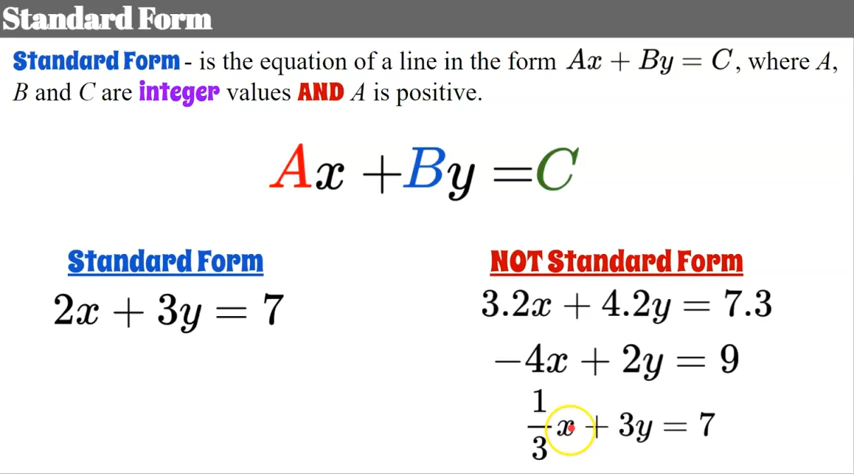 Standard Form
Standard Form - is the equation of a line in the form Ax + By = C, where A,
B and C are integer values AND A is positive.
Ax +By =C
Standard Form
2x + 3y = 7
NOT Standard Form
3.2x + 4.2y = 7.3
−4x + 2y = 9
1/3 x + 3y = 7